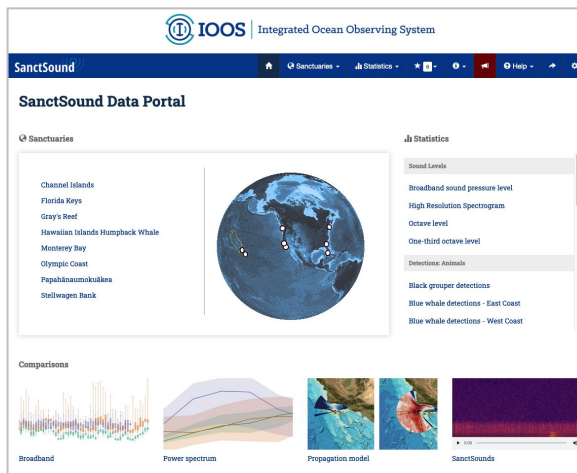 IOOS Integrated Ocean Observing System
SanctSound
Sanctuaries
Statistics
Help
SanctSound Data Portal
Sanctuaries
Channel Islands
Florida Keys
Gray's Reef
Hawaiian Islands Humpback Whale
Monterey Bay
Olympic Coast
Papahānaumokuākea
Stellwagen Bank
Statistics
Sound Levels
Broadband sound pressure level
High Resolution Spectrogram
Octave level
One-third octave level
Detections: Animals
Black grouper detections
Blue whale detections - East Coast
Blue whale detections - West Coast
Comparisons
Broadband
Power spectrum
Propagation model
0:00
SanctSounds